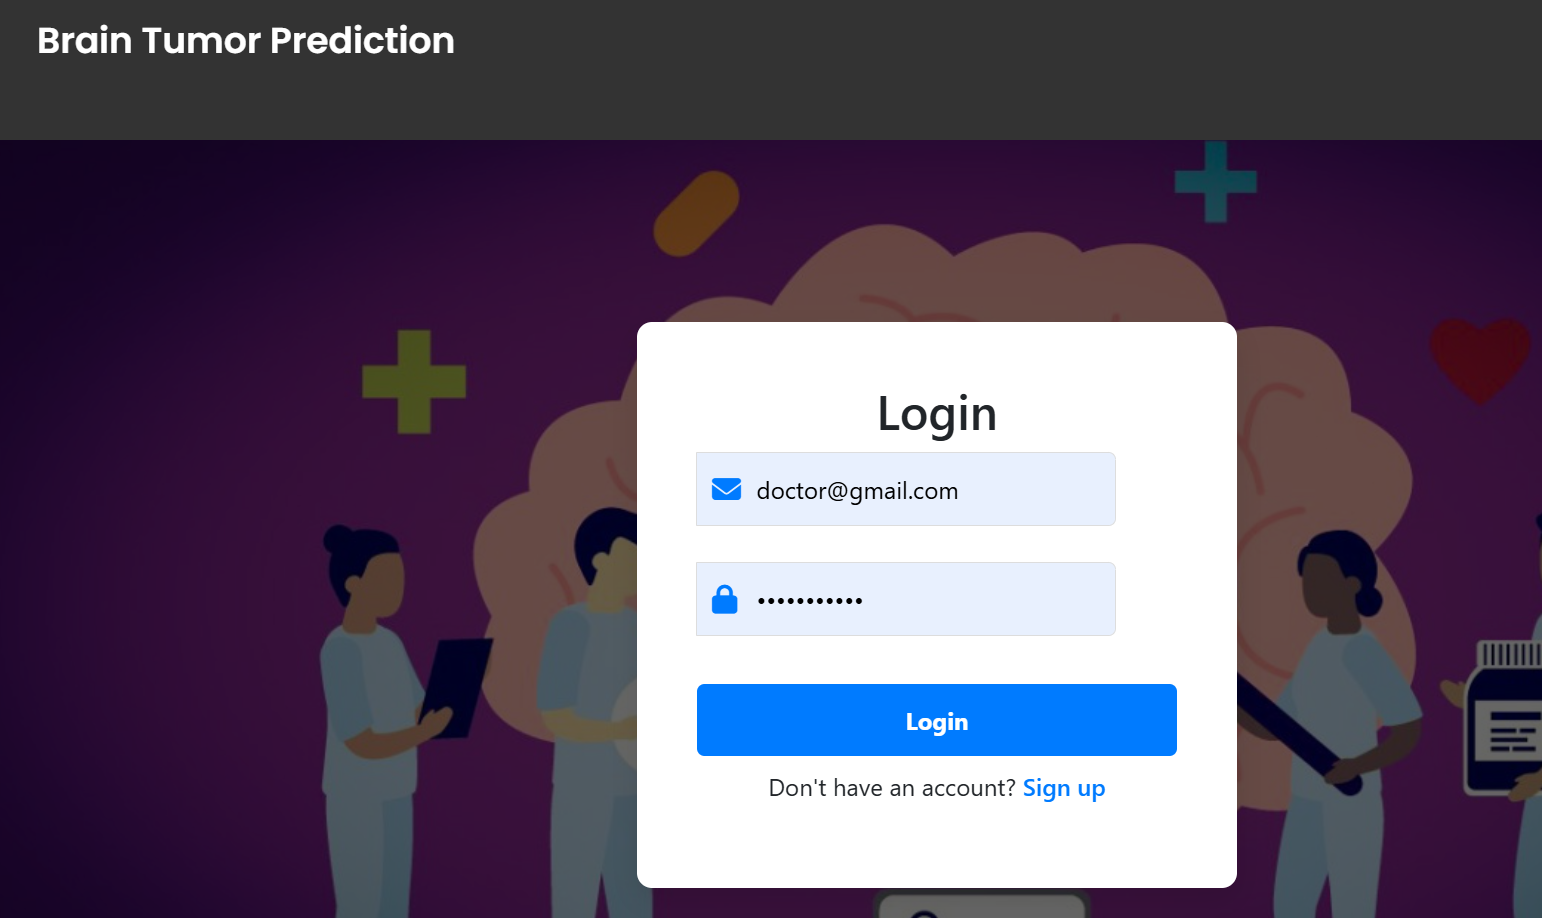 Brain Tumor Prediction
Login
doctor@gmail.com
•••••••••••
Login
Don't have an account? Sign up